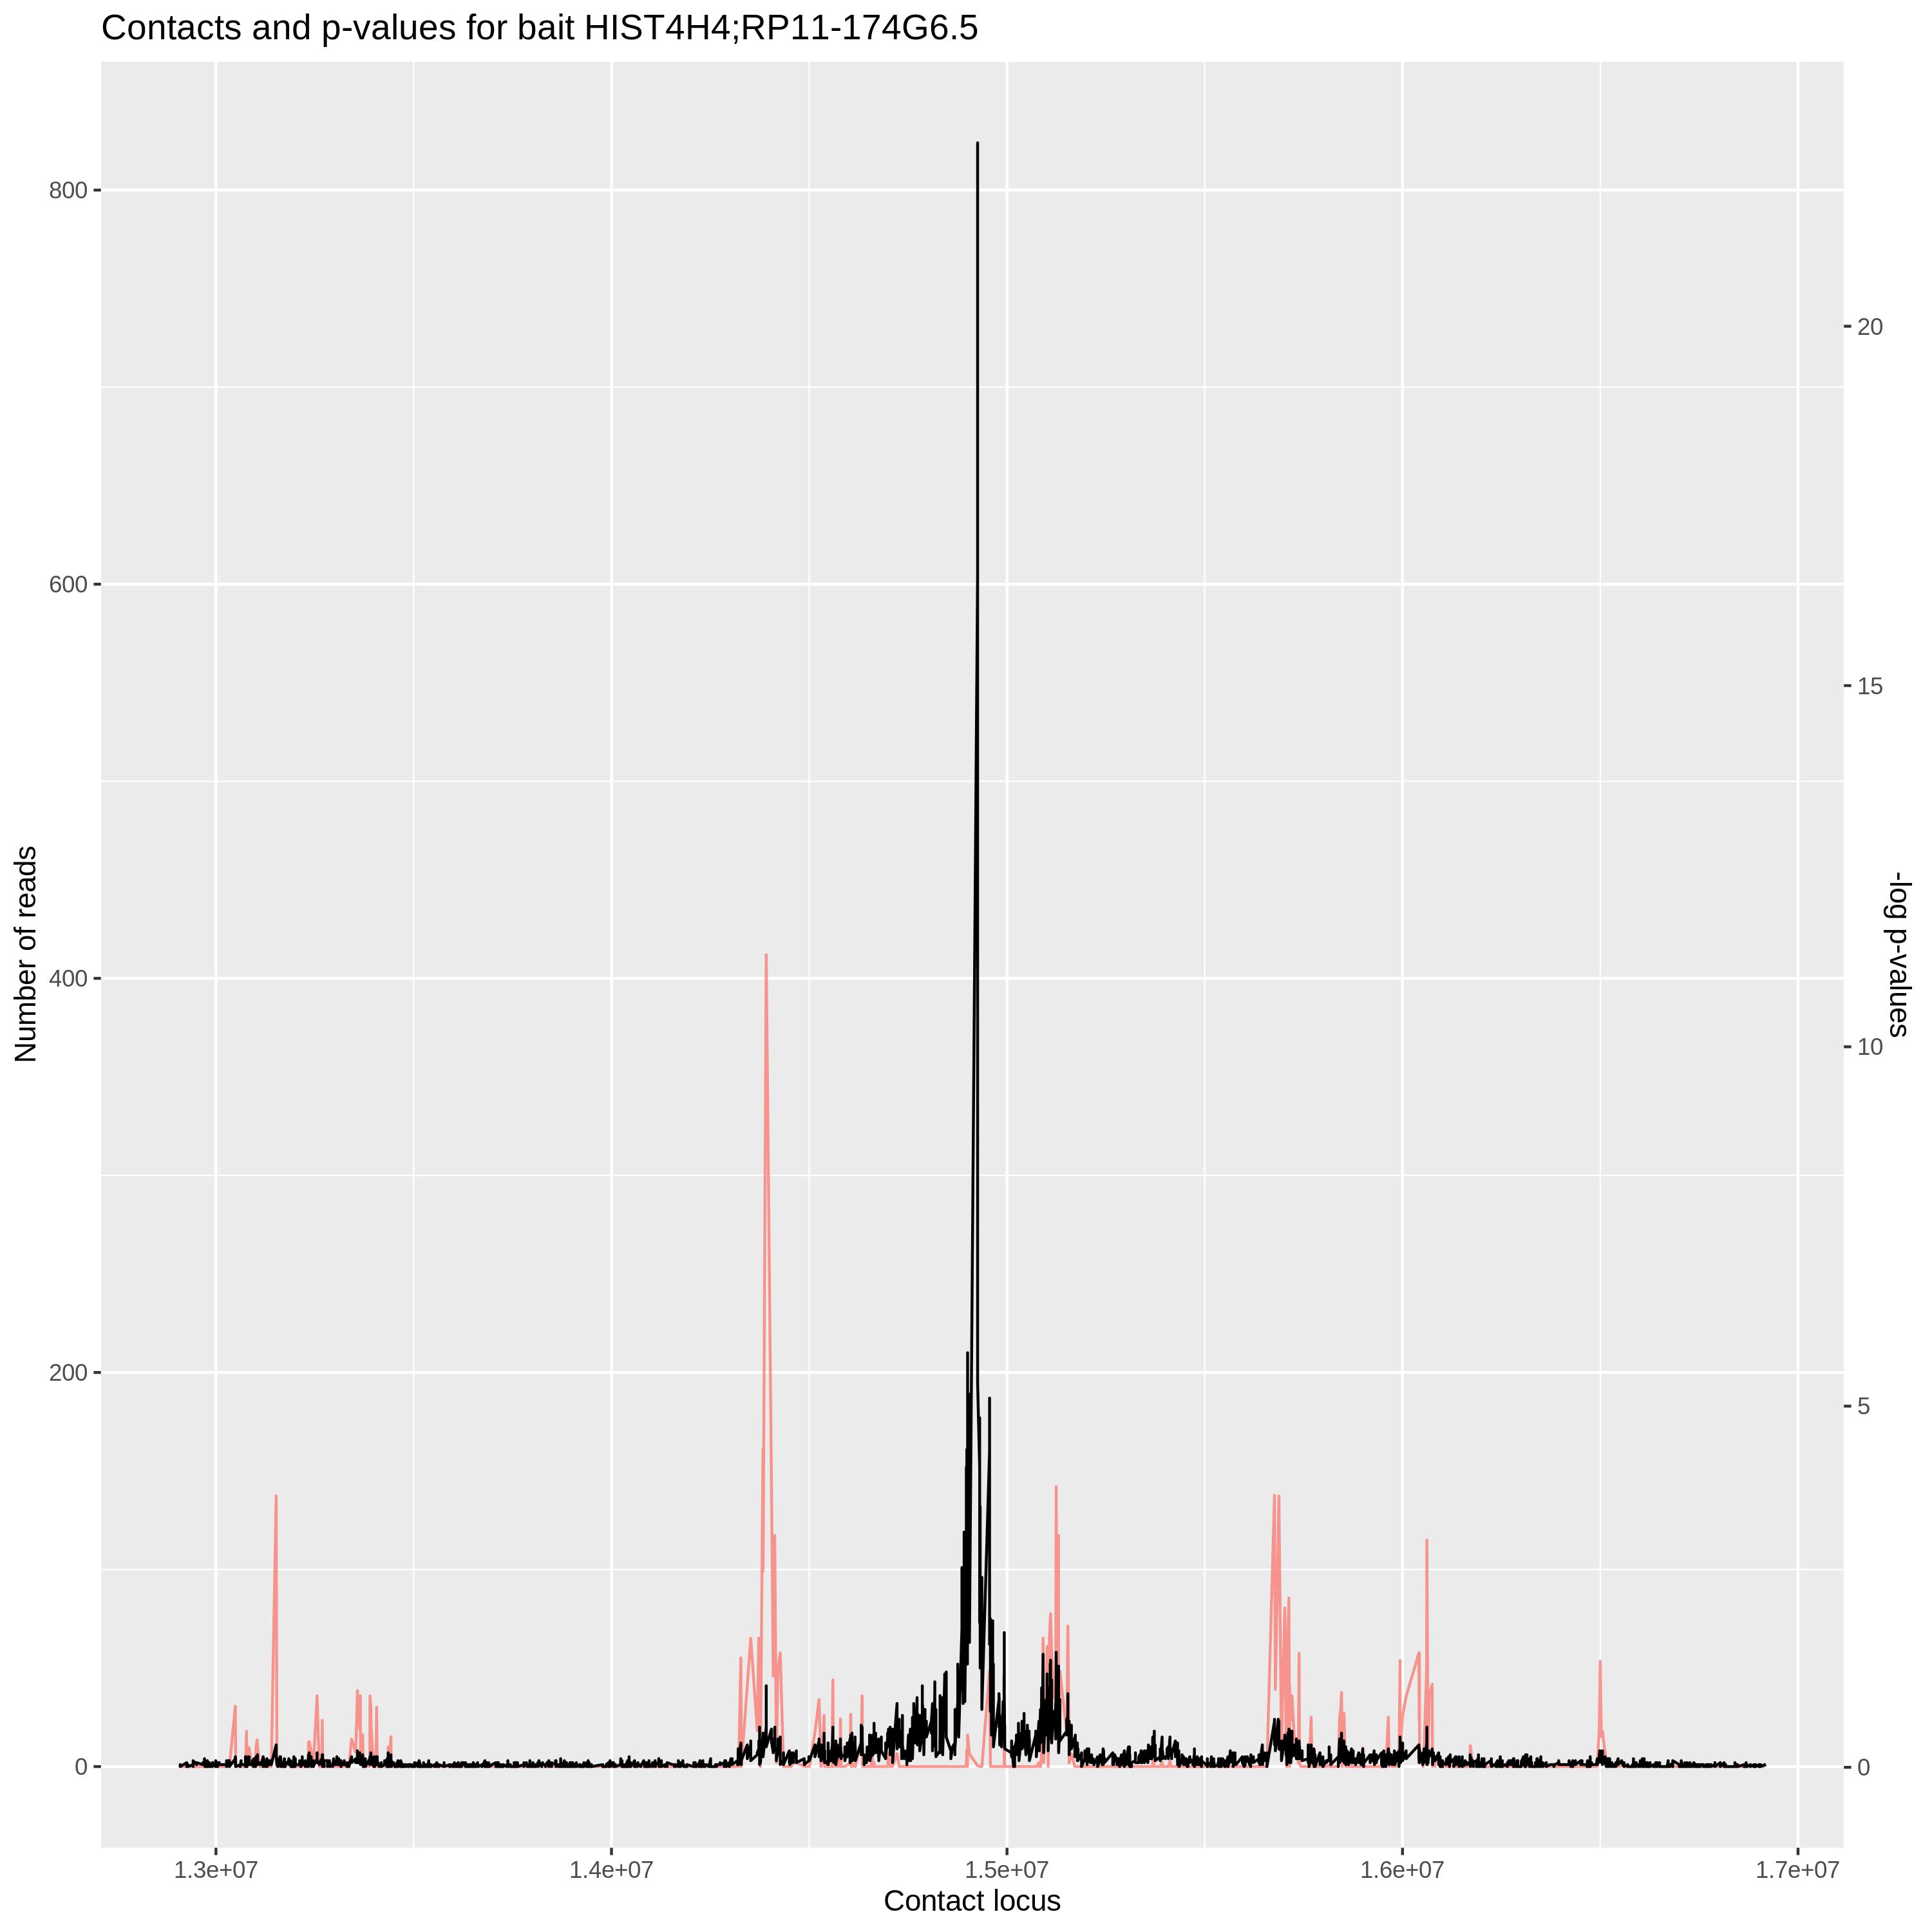 Contacts and p-values for bait HIST4H4;RP11-174G6.5
800
600
400
200
0
Number of reads
20
15
10
5
0
-log p-values
1.3e+07
1.4e+07
1.5e+07
1.6e+07
1.7e+07
Contact locus